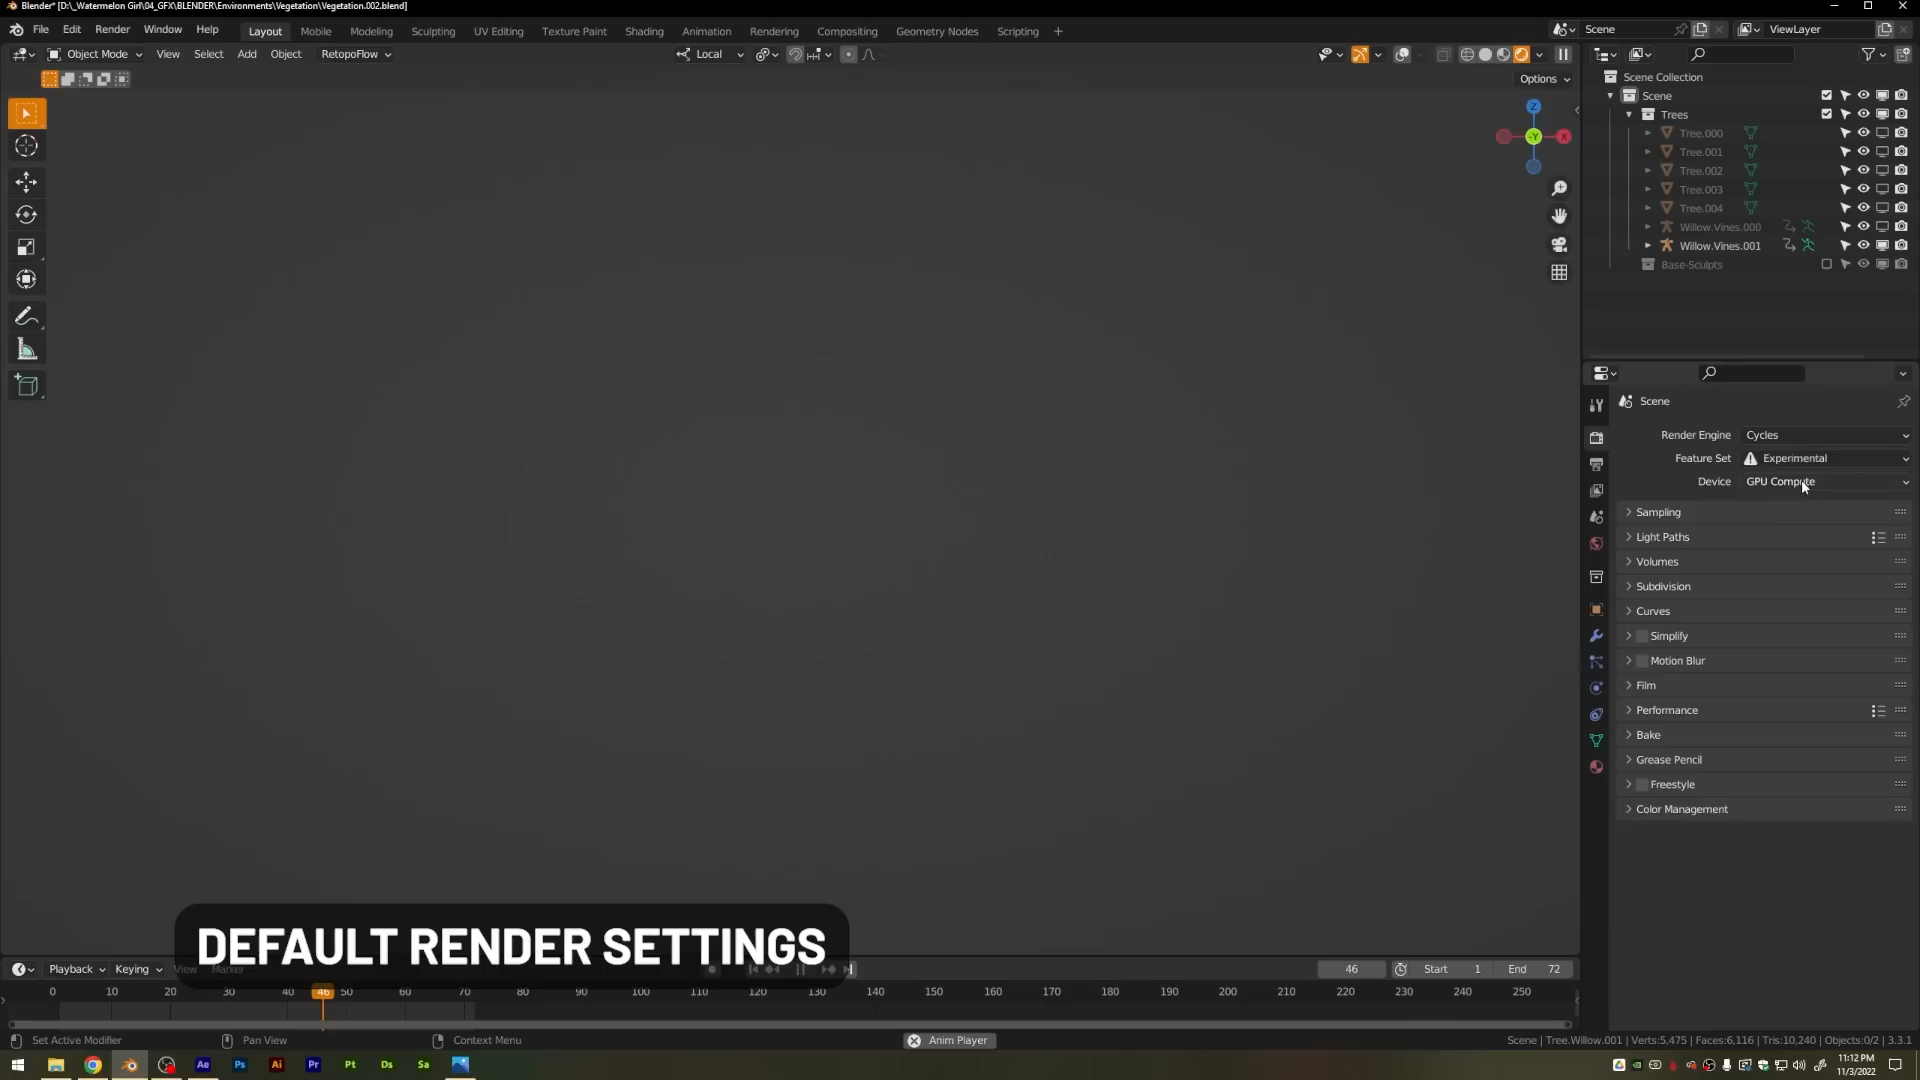 Blender* [D:\_Watermelon Girl\04_GFX\BLENDER\Environments\Vegetation\Vegetation.002.blend]
File Edit Render Window Help Layout Mobile Modeling Sculpting UV Editing Texture Paint Shading Animation Rendering Compositing Geometry Nodes Scripting + Scene ViewLayer
Object Mode View Select Add Object RetopoFlow Local
Options
Z
-Y X
Scene Collection
Scene
Trees
Tree.000
Tree.001
Tree.002
Tree.003
Tree.004
Willow.Vines.000
Willow.Vines.001
Base-Sculpts
Scene
Render Engine Cycles
Feature Set Experimental
Device GPU Compute
Sampling
Light Paths
Volumes
Subdivision
Curves
Simplify
Motion Blur
Film
Performance
Bake
Grease Pencil
Freestyle
Color Management
DEFAULT RENDER SETTINGS
Playback Keying View Marker 46 Start 1 End 72
0 10 20 30 40 46 50 60 70 80 90 100 110 120 130 140 150 160 170 180 190 200 210 220 230 240 250
Set Active Modifier Pan View Context Menu Anim Player Scene | Tree.Willow.001 | Verts:5,475 | Faces:6,116 | Tris:10,240 | Objects:0/2 | 3.3.1
Ae Ps Ai Pr Pt Ds Sa
11:12 PM
11/3/2022